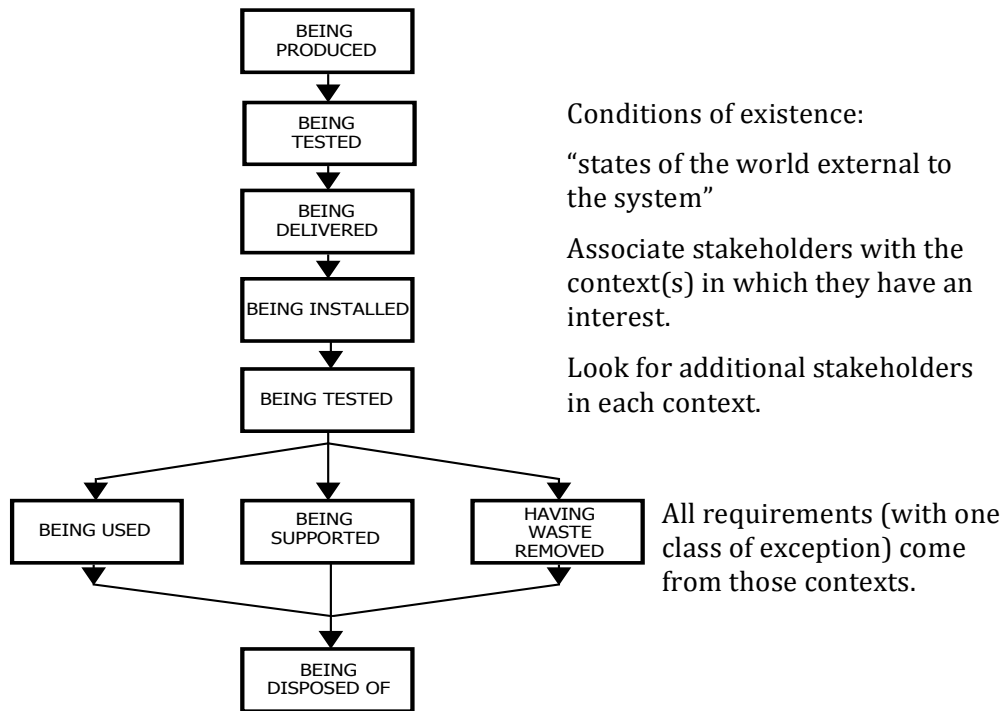 BEING
PRODUCED
BEING
TESTED
BEING
DELIVERED
BEING INSTALLED
BEING TESTED
BEING USED
BEING
SUPPORTED
HAVING
WASTE
REMOVED
BEING
DISPOSED OF
Conditions of existence:
“states of the world external to
the system”
Associate stakeholders with the
context(s) in which they have an
interest.
Look for additional stakeholders
in each context.
All requirements (with one
class of exception) come
from those contexts.